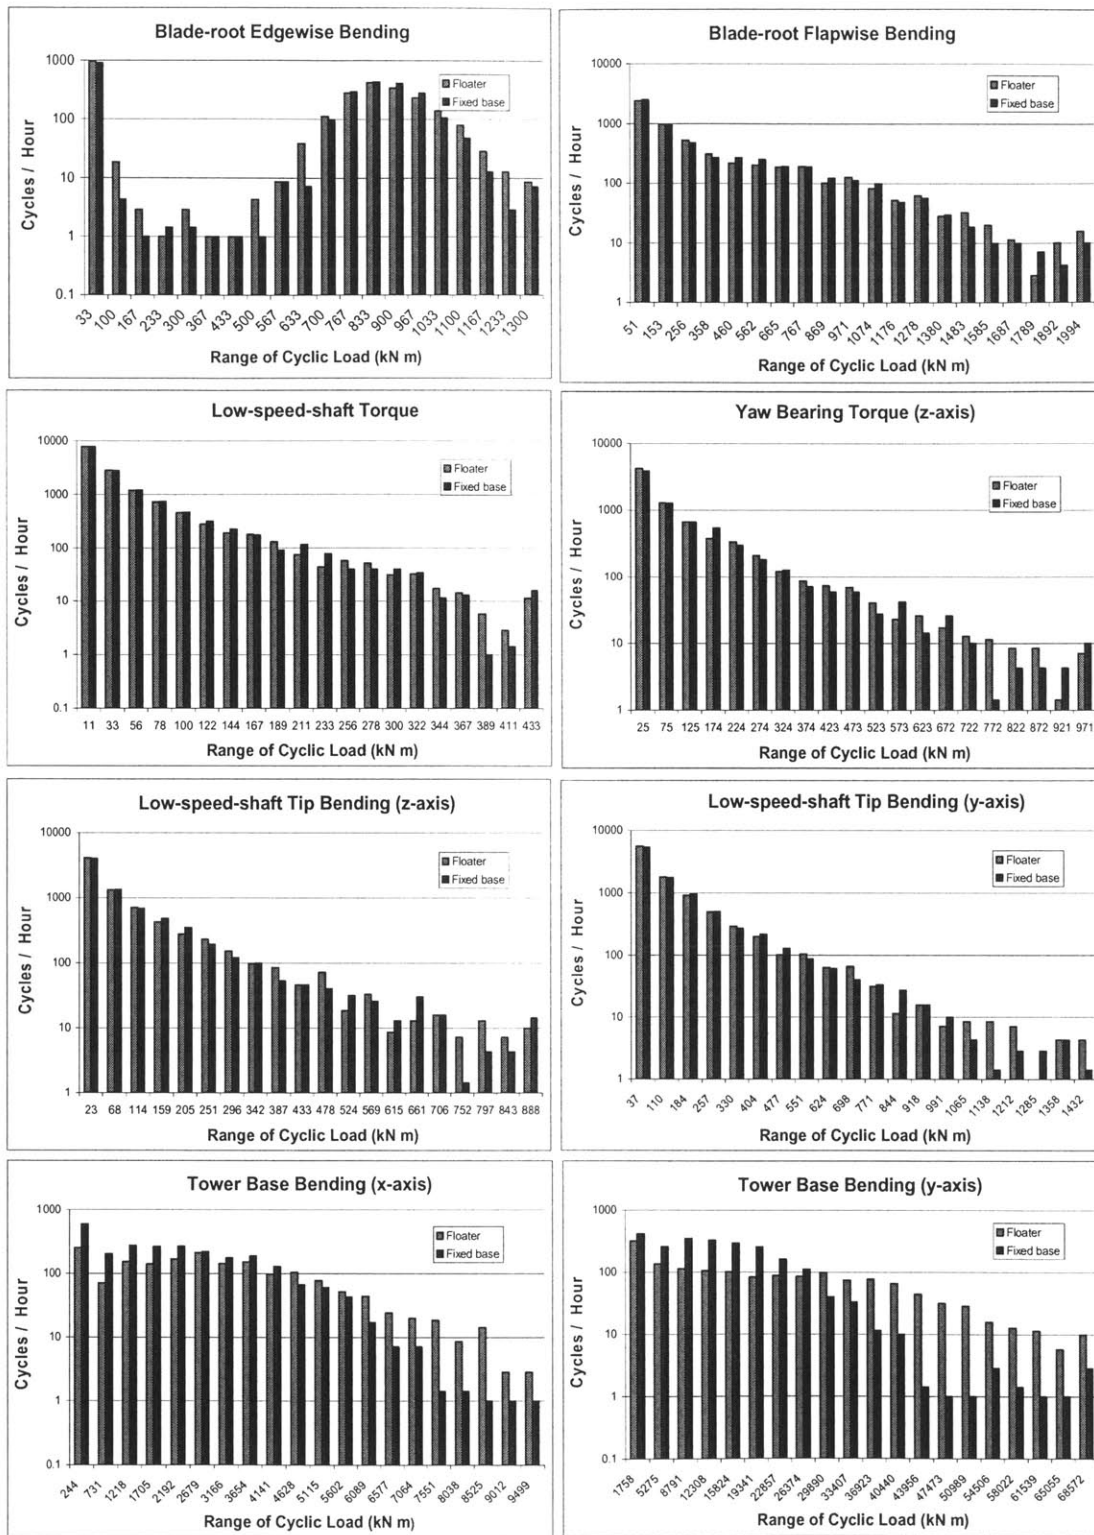 Blade-root Edgewise Bending
Cycles / Hour
1000
100
10
1
0.1
Floater
Fixed base
33 100 167 233 300 367 433 500 567 633 700 767 833 900 967 1033 1100 1167 1233 1300
Range of Cyclic Load (kN m)
Blade-root Flapwise Bending
Cycles / Hour
10000
1000
100
10
1
Floater
Fixed base
51 153 256 358 460 562 665 767 869 971 1074 1176 1278 1380 1483 1585 1687 1789 1892 1994
Range of Cyclic Load (kN m)
Low-speed-shaft Torque
Cycles / Hour
10000
1000
100
10
1
0.1
Floater
Fixed base
11 33 56 78 100 122 144 167 189 211 233 256 278 300 322 344 367 389 411 433
Range of Cyclic Load (kN m)
Yaw Bearing Torque (z-axis)
Cycles / Hour
10000
1000
100
10
1
Floater
Fixed base
25 75 125 174 224 274 324 374 423 473 523 573 623 672 722 772 822 872 921 971
Range of Cyclic Load (kN m)
Low-speed-shaft Tip Bending (z-axis)
Cycles / Hour
10000
1000
100
10
1
Floater
Fixed base
23 68 114 159 205 251 296 342 387 433 478 524 569 615 661 706 752 797 843 888
Range of Cyclic Load (kN m)
Low-speed-shaft Tip Bending (y-axis)
Cycles / Hour
10000
1000
100
10
1
Floater
Fixed base
37 110 184 257 330 404 477 551 624 698 771 844 918 991 1065 1138 1212 1285 1358 1432
Range of Cyclic Load (kN m)
Tower Base Bending (x-axis)
Cycles / Hour
1000
100
10
1
0.1
Floater
Fixed base
244 731 1218 1705 2192 2679 3166 3654 4141 4628 5115 5602 6089 6577 7064 7551 8038 8525 9012 9499
Range of Cyclic Load (kN m)
Tower Base Bending (y-axis)
Cycles / Hour
1000
100
10
1
0.1
Floater
Fixed base
1758 5275 8791 12308 15824 19341 22857 26374 29890 33407 36923 40440 43956 47473 50989 54506 58022 61539 65055 68572
Range of Cyclic Load (kN m)